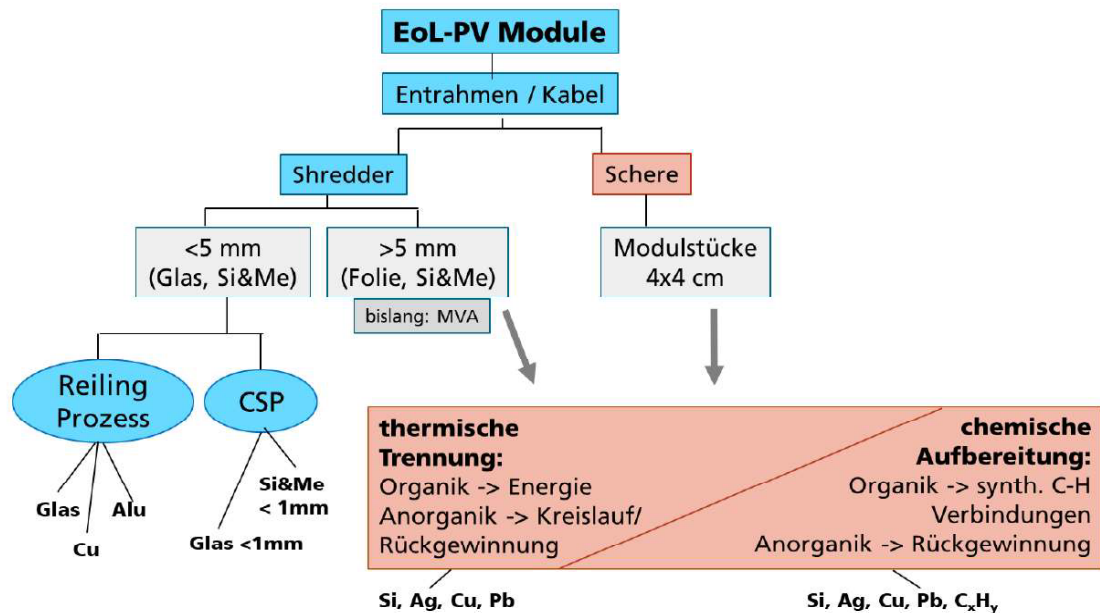 EoL-PV Module
Entrahmen / Kabel
Shredder
Schere
<5 mm
(Glas, Si&Me)
>5 mm
(Folie, Si&Me)
bislang: MVA
Modulstücke
4x4 cm
Reiling
Prozess
CSP
Glas
Cu
Alu
Si&Me
< 1mm
Glas <1mm
thermische
Trennung:
Organik -> Energie
Anorganik -> Kreislauf/
Rückgewinnung
chemische
Aufbereitung:
Organik -> synth. C-H
Verbindungen
Anorganik -> Rückgewinnung
Si, Ag, Cu, Pb
Si, Ag, Cu, Pb, CxHy